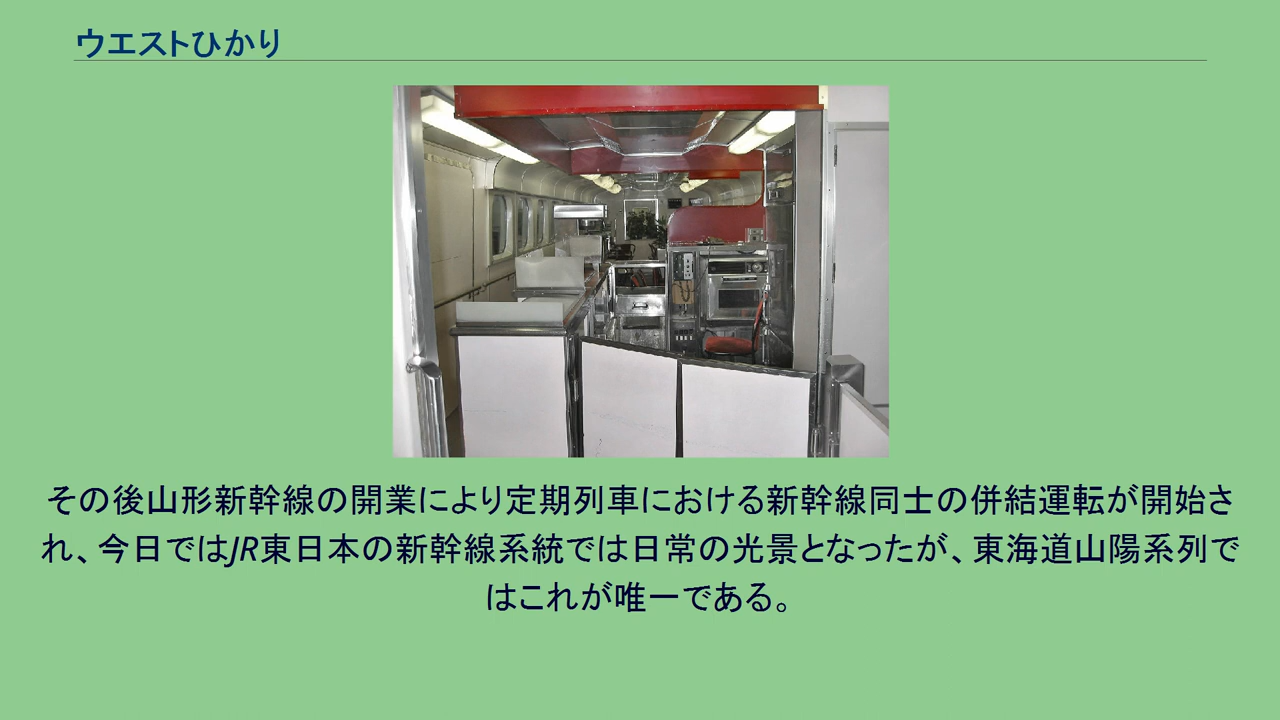 ウエストひかり
その後山形新幹線の開業により定期列車における新幹線同士の併結運転が開始さ
れ、今日ではJR東日本の新幹線系統では日常の光景となったが、東海道山陽系列で
はこれが唯一である。